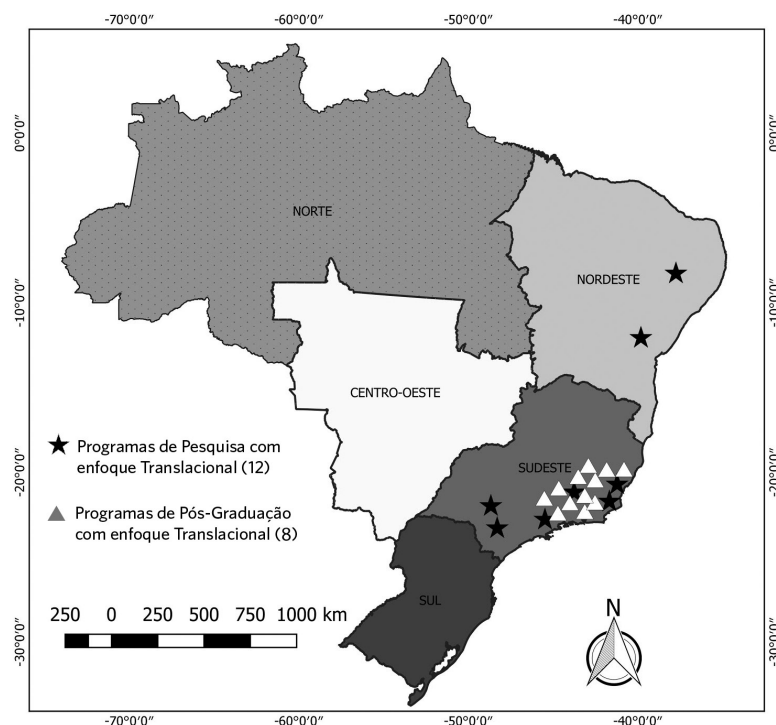 -70°0′0″ -60°0′0″ -50°0′0″ -40°0′0″
0°0′0″ 0°0′0″
NORTE
NORDESTE
-10°0′0″ -10°0′0″
CENTRO-OESTE
Programas de Pesquisa com
enfoque Translacional (12)
SUDESTE
-20°0′0″ -20°0′0″
Programas de Pós-Graduação
com enfoque Translacional (8)
SUL
250 0 250 500 750 1000 km
N
-30°0′0″ -30°0′0″
-70°0′0″ -60°0′0″ -50°0′0″ -40°0′0″